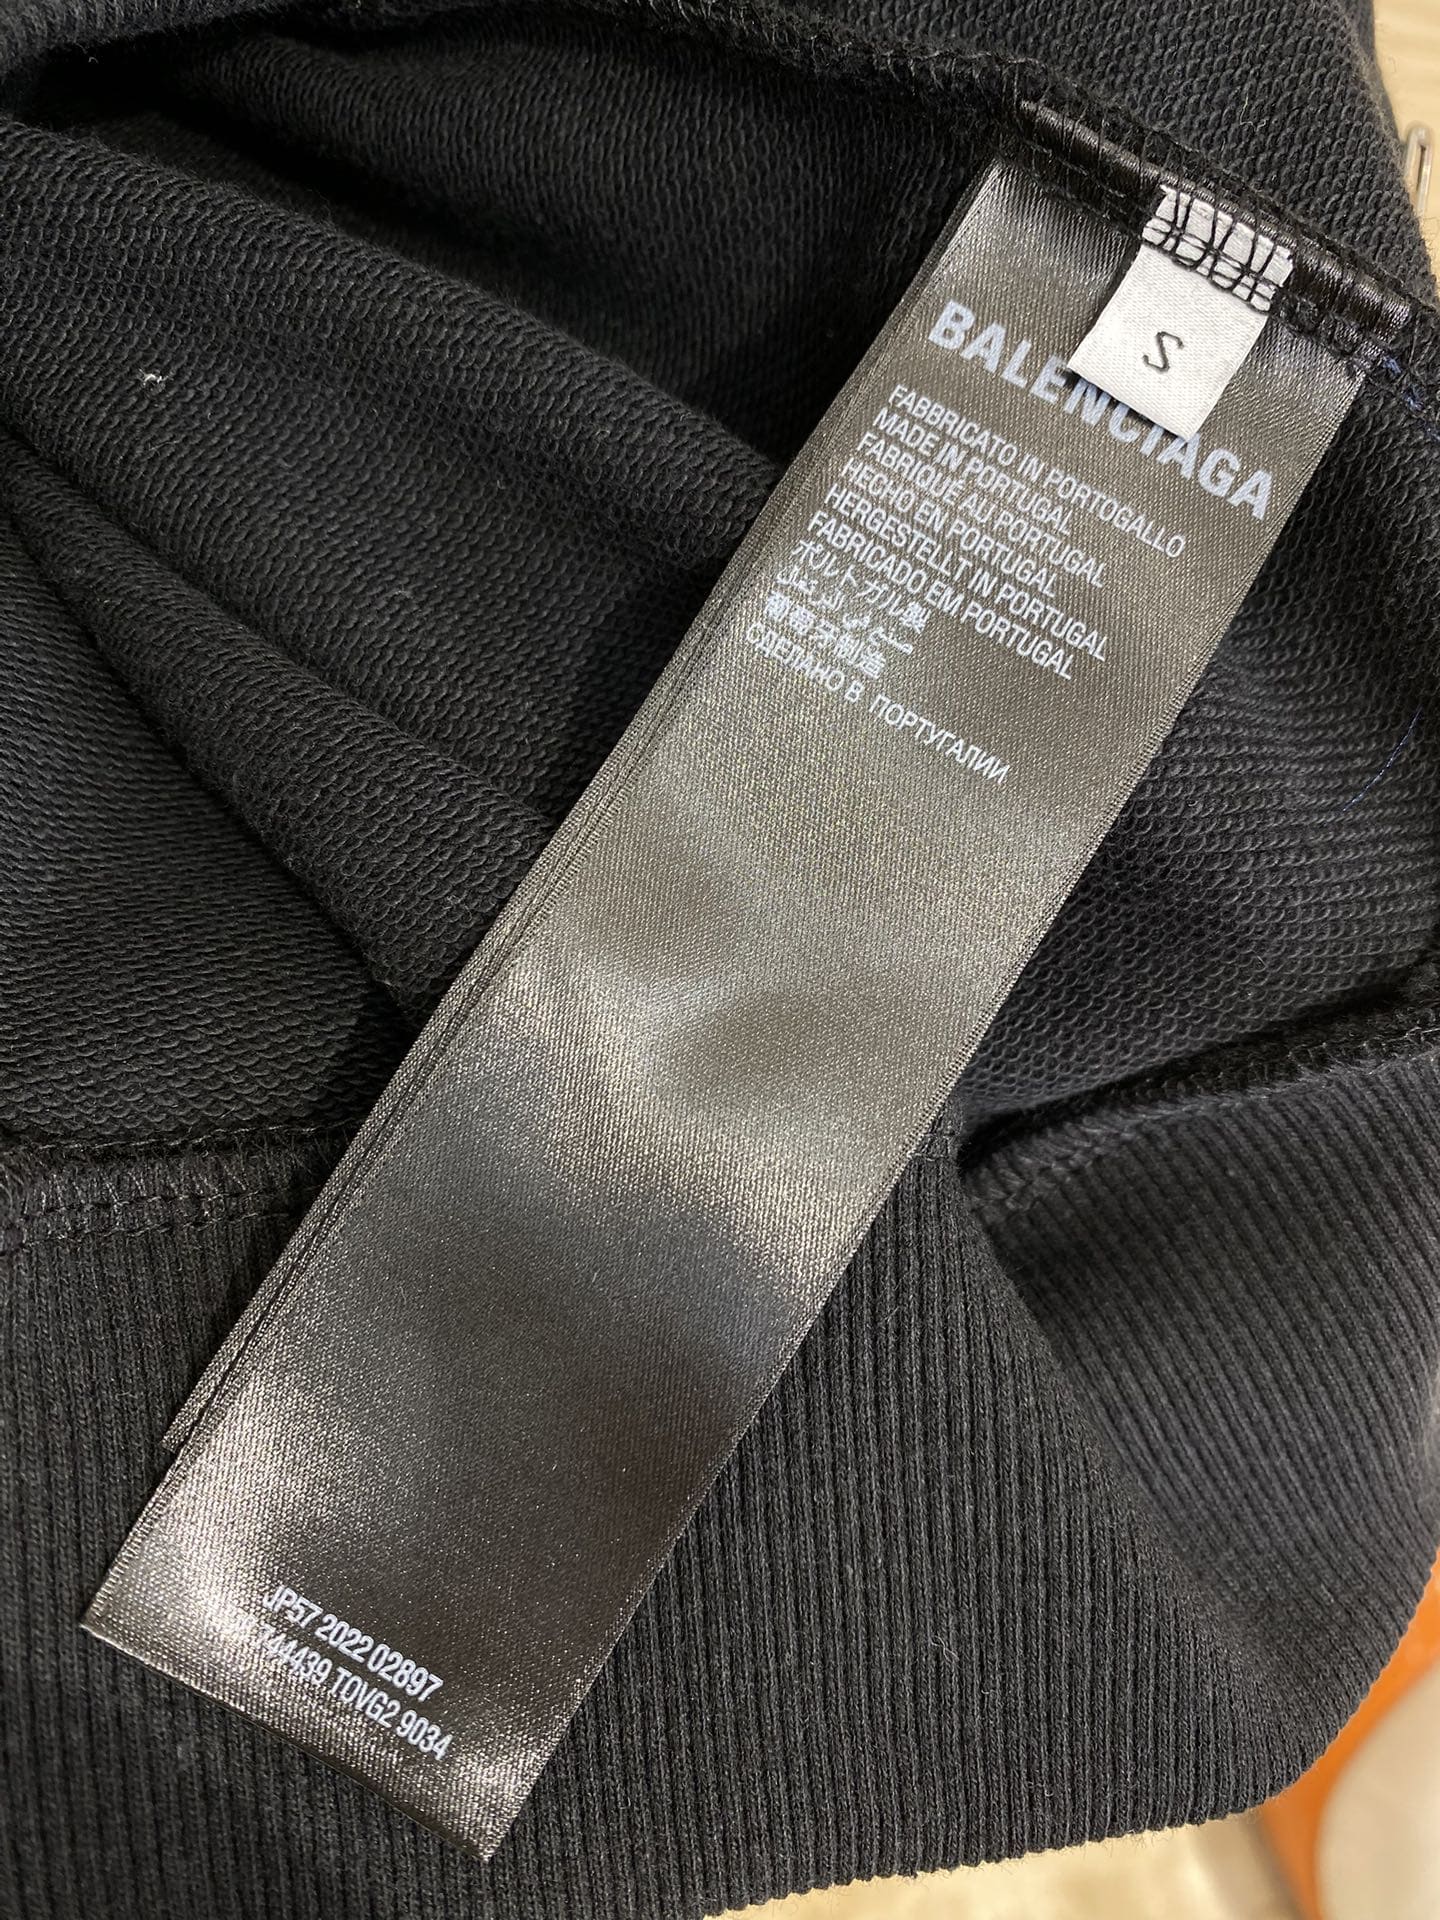 S
BALENCIAGA
FABBRICATO IN PORTOGALLO
MADE IN PORTUGAL
FABRIQUÉ AU PORTUGAL
HECHO EN PORTUGAL
HERGESTELLT IN PORTUGAL
FABRICADO EM PORTUGAL
ポルトガル製
葡萄牙制造
СДЕЛАНО В ПОРТУГАЛИИ
JP57 2022 02897
744439 TOVG2 9034